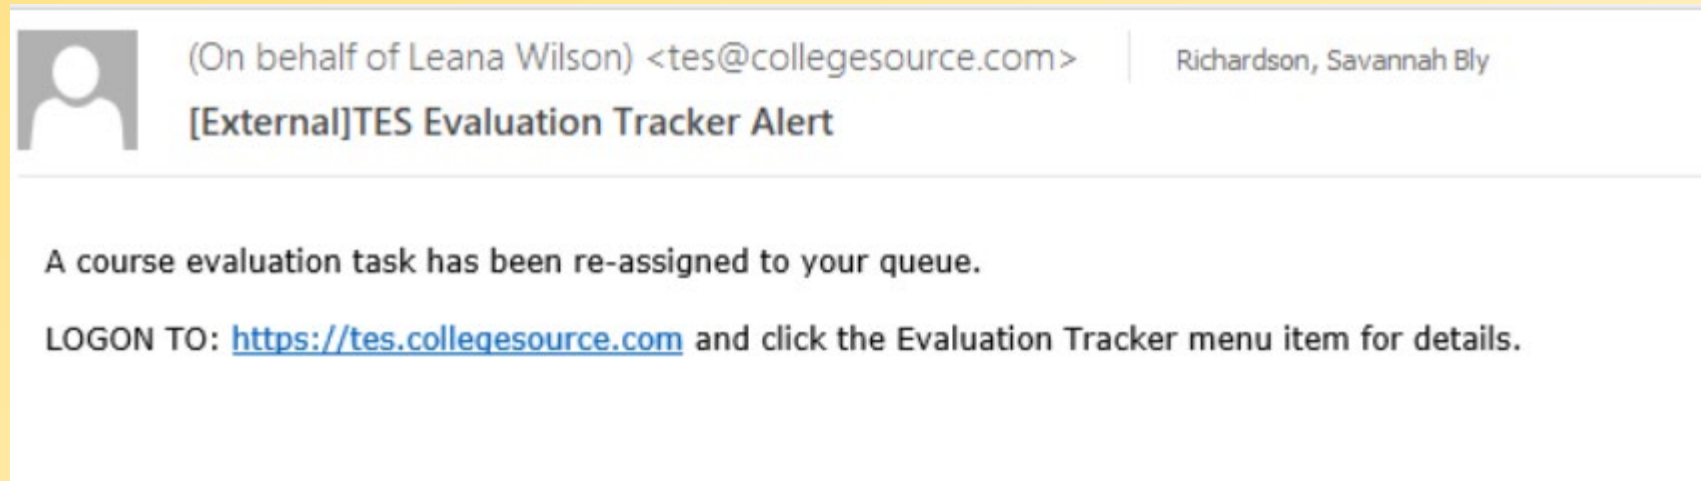 (On behalf of Leana Wilson) <tes@collegesource.com>
Richardson, Savannah Bly
[External]TES Evaluation Tracker Alert
A course evaluation task has been re-assigned to your queue.
LOGON TO: https://tes.collegesource.com and click the Evaluation Tracker menu item for details.